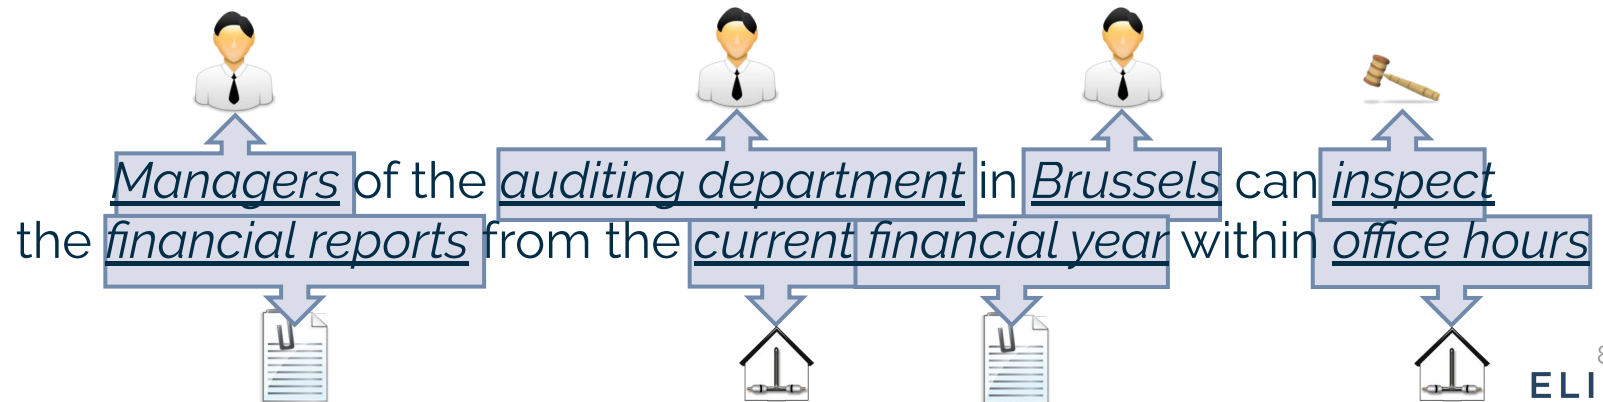 Managers of the auditing department in Brussels can inspect
the financial reports from the current financial year within office hours
ELI